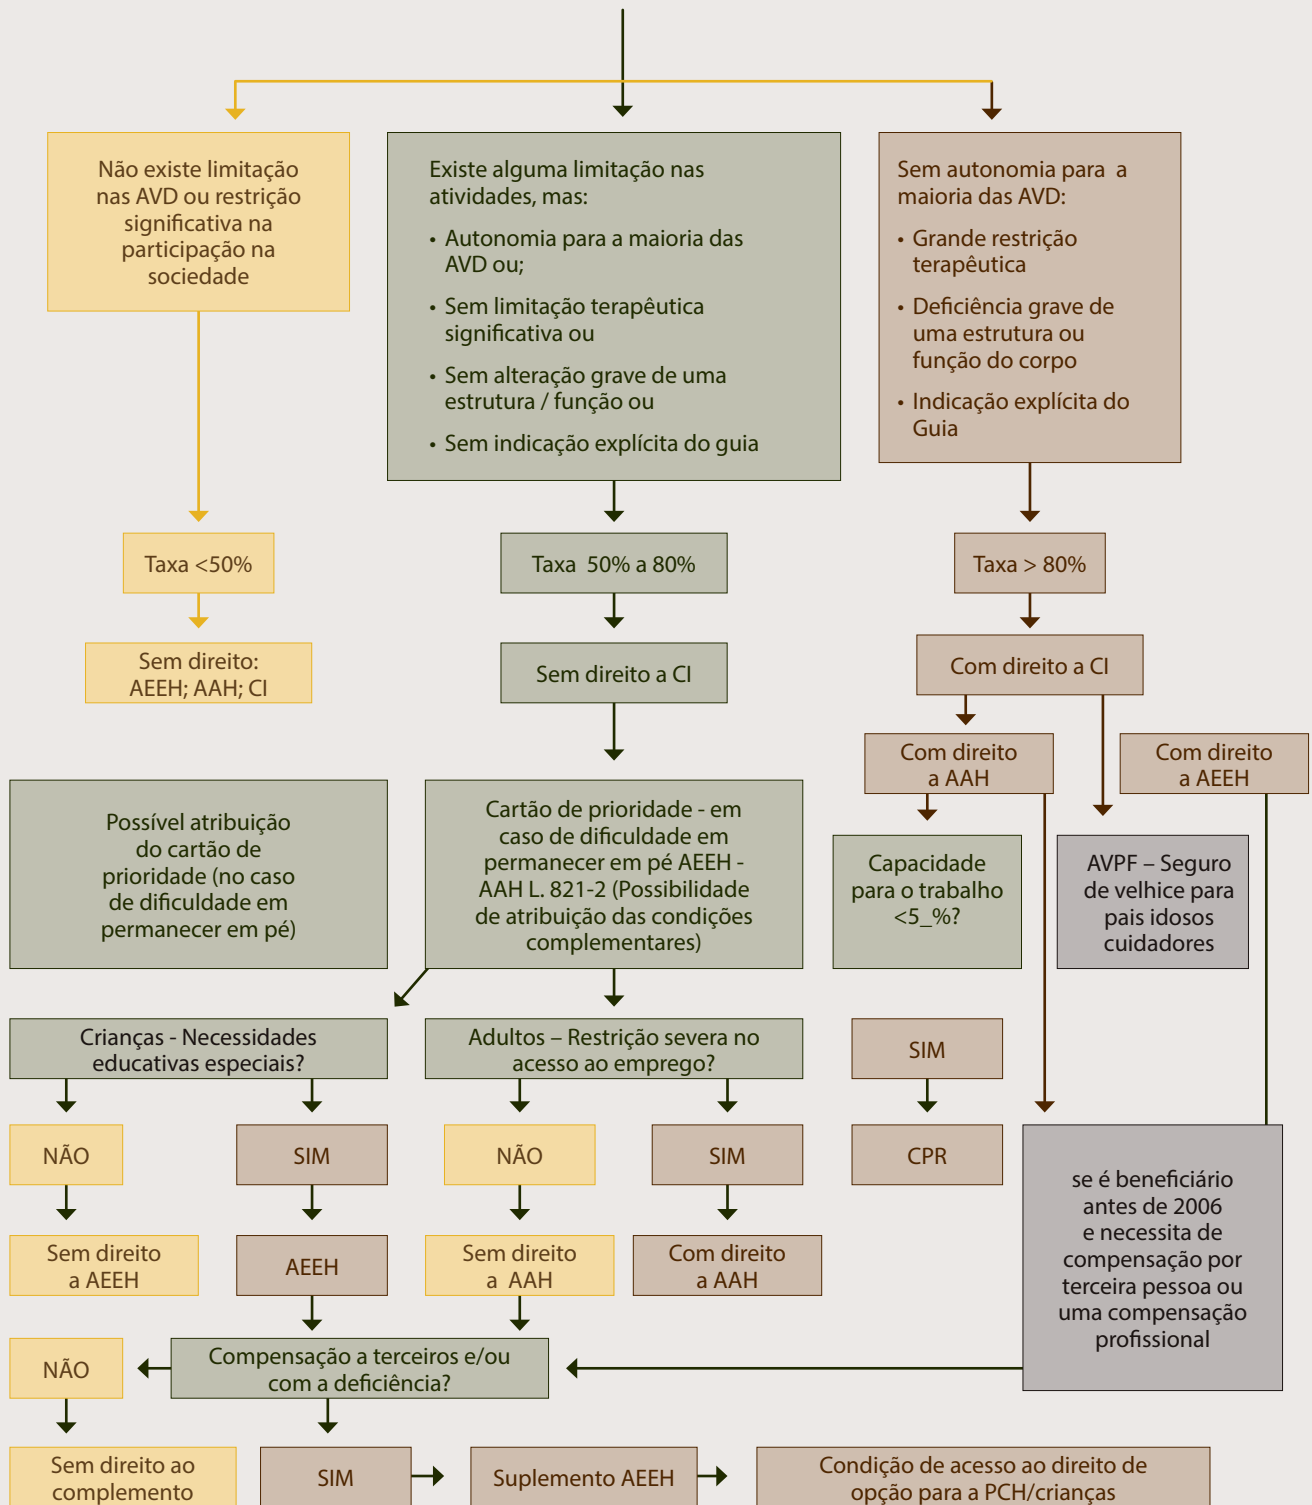 Não existe limitação
nas AVD ou restrição
significativa na
participação na
sociedade
Existe alguma limitação nas
atividades, mas:
• Autonomia para a maioria das
AVD ou;
• Sem limitação terapêutica
significativa ou
• Sem alteração grave de uma
estrutura / função ou
• Sem indicação explícita do guia
Sem autonomia para a
maioria das AVD:
• Grande restrição
terapêutica
• Deficiência grave de
uma estrutura ou
função do corpo
• Indicação explícita do
Guia
Taxa <50%
Taxa 50% a 80%
Taxa > 80%
Sem direito:
AEEH; AAH; CI
Sem direito a CI
Com direito a CI
Com direito
a AAH
Com direito
a AEEH
Possível atribuição
do cartão de
prioridade (no caso
de dificuldade em
permanecer em pé)
Cartão de prioridade - em
caso de dificuldade em
permanecer em pé AEEH -
AAH L. 821-2 (Possibilidade
de atribuição das condições
complementares)
Capacidade
para o trabalho
<5_%?
AVPF – Seguro
de velhice para
pais idosos
cuidadores
Crianças - Necessidades
educativas especiais?
Adultos – Restrição severa no
acesso ao emprego?
SIM
NÃO
SIM
NÃO
SIM
CPR
se é beneficiário
antes de 2006
e necessita de
compensação por
terceira pessoa ou
uma compensação
profissional
Sem direito
a AEEH
AEEH
Sem direito
a AAH
Com direito
a AAH
NÃO
Compensação a terceiros e/ou
com a deficiência?
Sem direito ao
complemento
SIM
Suplemento AEEH
Condição de acesso ao direito de
opção para a PCH/crianças